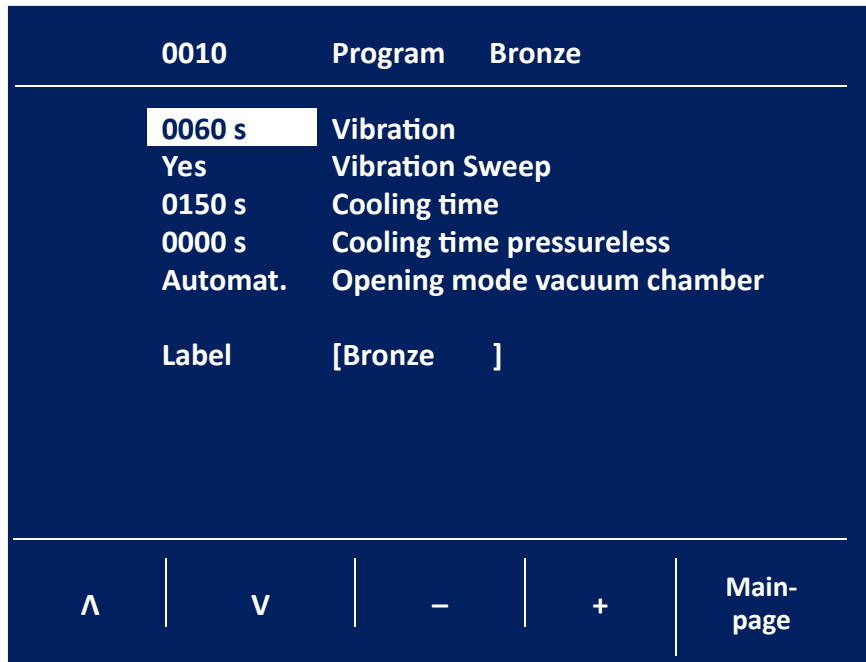 0010 Program Bronze
0060 s Vibration
Yes Vibration Sweep
0150 s Cooling time
0000 s Cooling time pressureless
Automat. Opening mode vacuum chamber
Label [Bronze ]
Λ V – + Main-
page